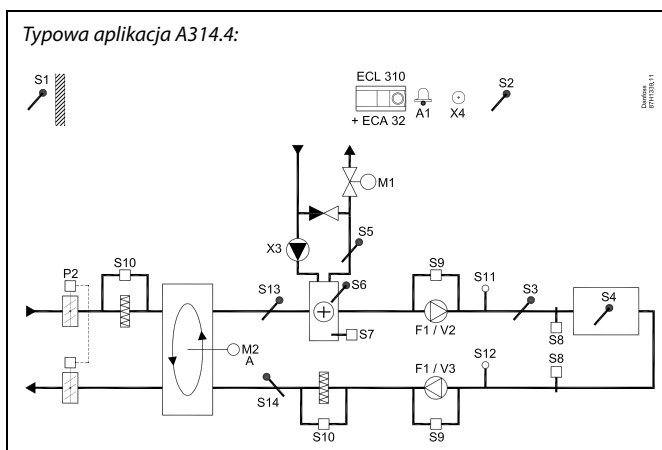 Typowa aplikacja A314.4:
S1
ECL 310
+ ECA 32
A1
X4
S2
Danfoss
87H1339.11
M1
X3
S5
P2
S10
S13
S6
S7
S9
F1 / V2
S11
S3
S4
S8
M2
A
S14
S10
F1 / V3
S9
S12
S8